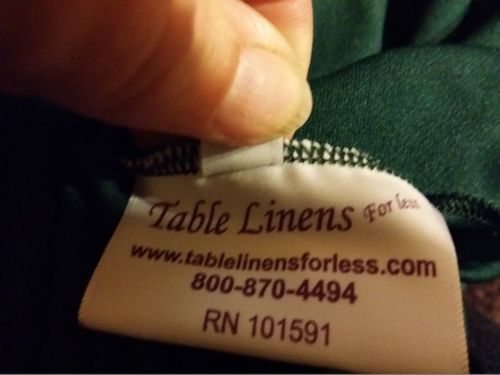 Table Linens For less
www.tablelinensforless.com
800-870-4494
RN 101591